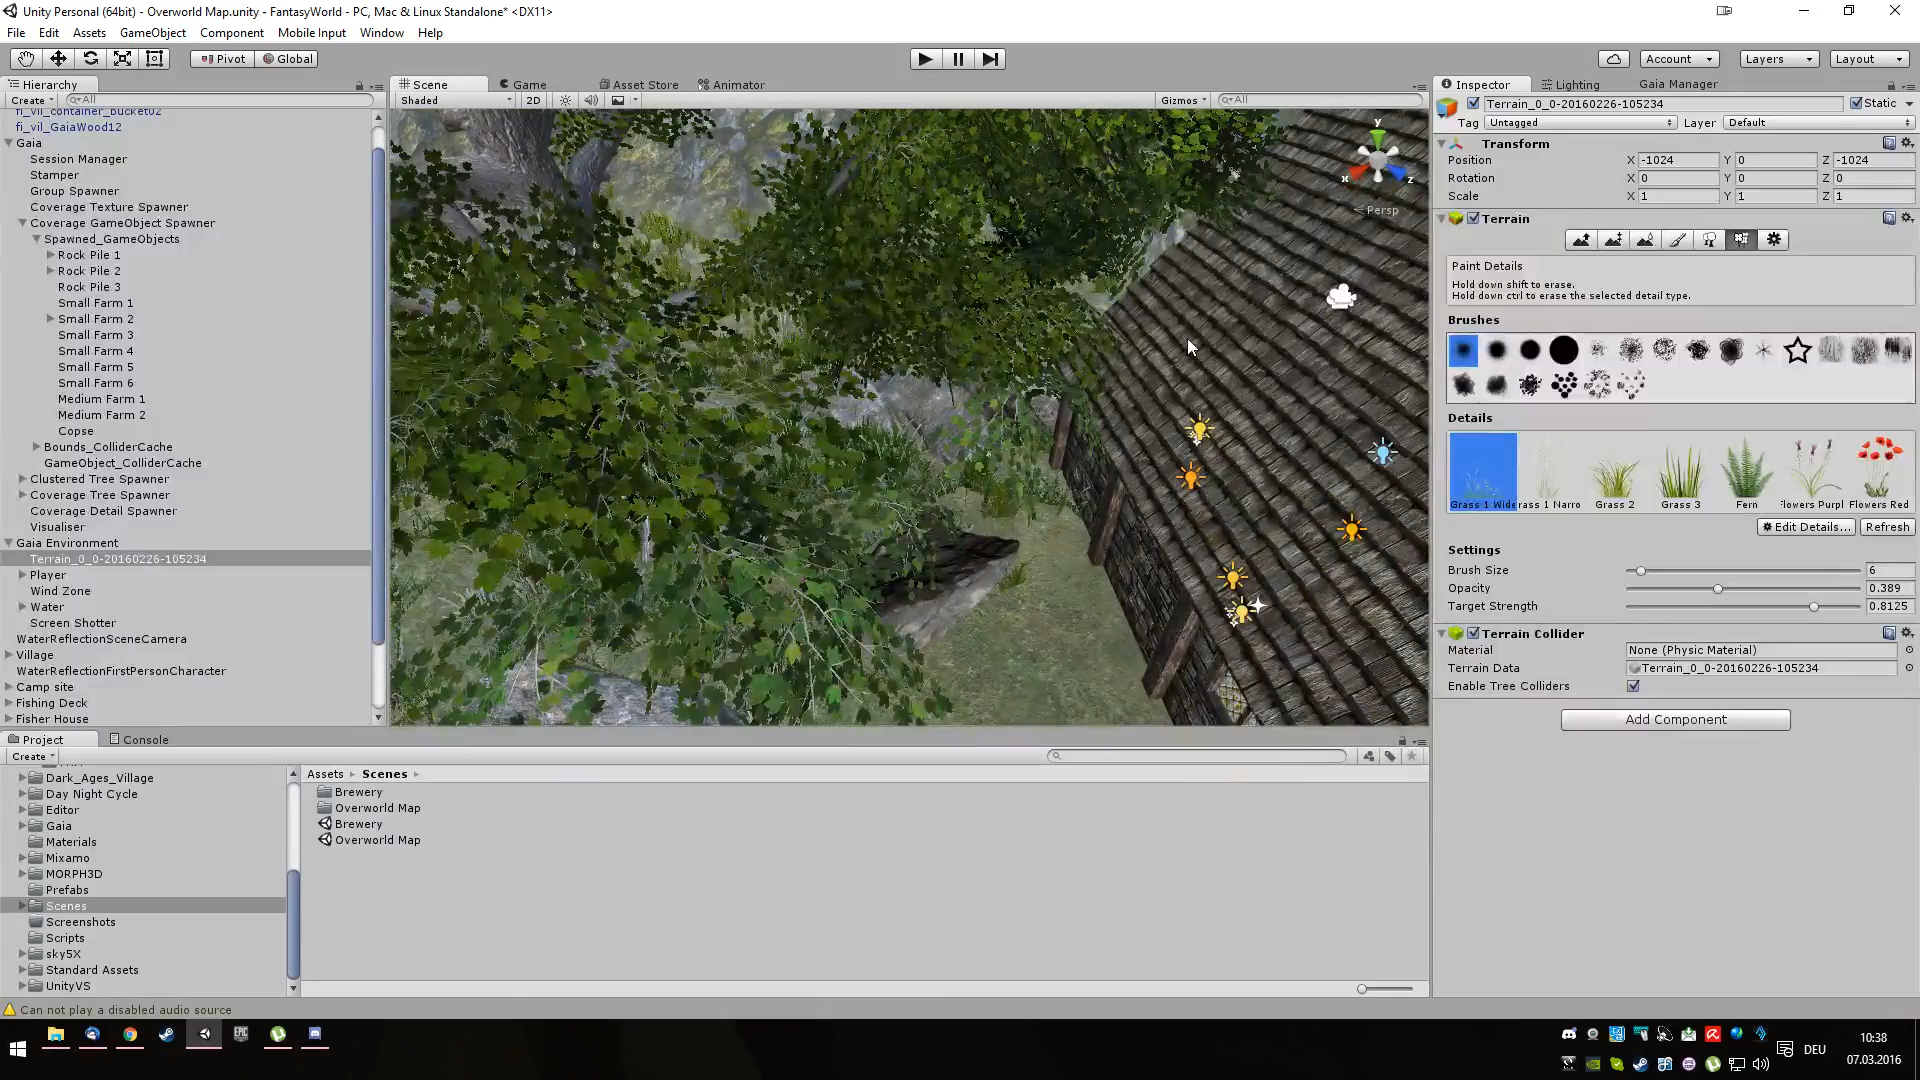 Unity Personal (64bit) - Overworld Map.unity - FantasyWorld - PC, Mac & Linux Standalone* <DX11>
File Edit Assets GameObject Component Mobile Input Window Help
Pivot Global Account Layers Layout
Hierarchy Scene Game Asset Store Animator Inspector Lighting Gaia Manager
Create All Shaded 2D Gizmos All
Terrain_0_0-20160226-105234 Static
Tag Untagged Layer Default
fi_vil_container_bucket02
fi_vil_GaiaWood12
Gaia
Session Manager
Stamper
Group Spawner
Coverage Texture Spawner
Coverage GameObject Spawner
Spawned_GameObjects
Rock Pile 1
Rock Pile 2
Rock Pile 3
Small Farm 1
Small Farm 2
Small Farm 3
Small Farm 4
Small Farm 5
Small Farm 6
Medium Farm 1
Medium Farm 2
Copse
Bounds_ColliderCache
GameObject_ColliderCache
Clustered Tree Spawner
Coverage Tree Spawner
Coverage Detail Spawner
Visualiser
Gaia Environment
Terrain_0_0-20160226-105234
Player
Wind Zone
Water
Screen Shotter
WaterReflectionSceneCamera
Village
WaterReflectionFirstPersonCharacter
Camp site
Fishing Deck
Fisher House
y
x z
Persp
Transform
Position X -1024 Y 0 Z -1024
Rotation X 0 Y 0 Z 0
Scale X 1 Y 1 Z 1
Terrain
Paint Details
Hold down shift to erase.
Hold down ctrl to erase the selected detail type.
Brushes
Details
Grass 1 Wide rass 1 Narro Grass 2 Grass 3 Fern lowers Purpl Flowers Red
Edit Details... Refresh
Settings
Brush Size 6
Opacity 0.389
Target Strength 0.8125
Terrain Collider
Material None (Physic Material)
Terrain Data Terrain_0_0-20160226-105234
Enable Tree Colliders
Add Component
Project Console
Create
Dark_Ages_Village
Day Night Cycle
Editor
Gaia
Materials
Mixamo
MORPH3D
Prefabs
Scenes
Screenshots
Scripts
sky5X
Standard Assets
UnityVS
Assets Scenes
Brewery
Overworld Map
Brewery
Overworld Map
Can not play a disabled audio source
EPIC
DEU
10:38
07.03.2016